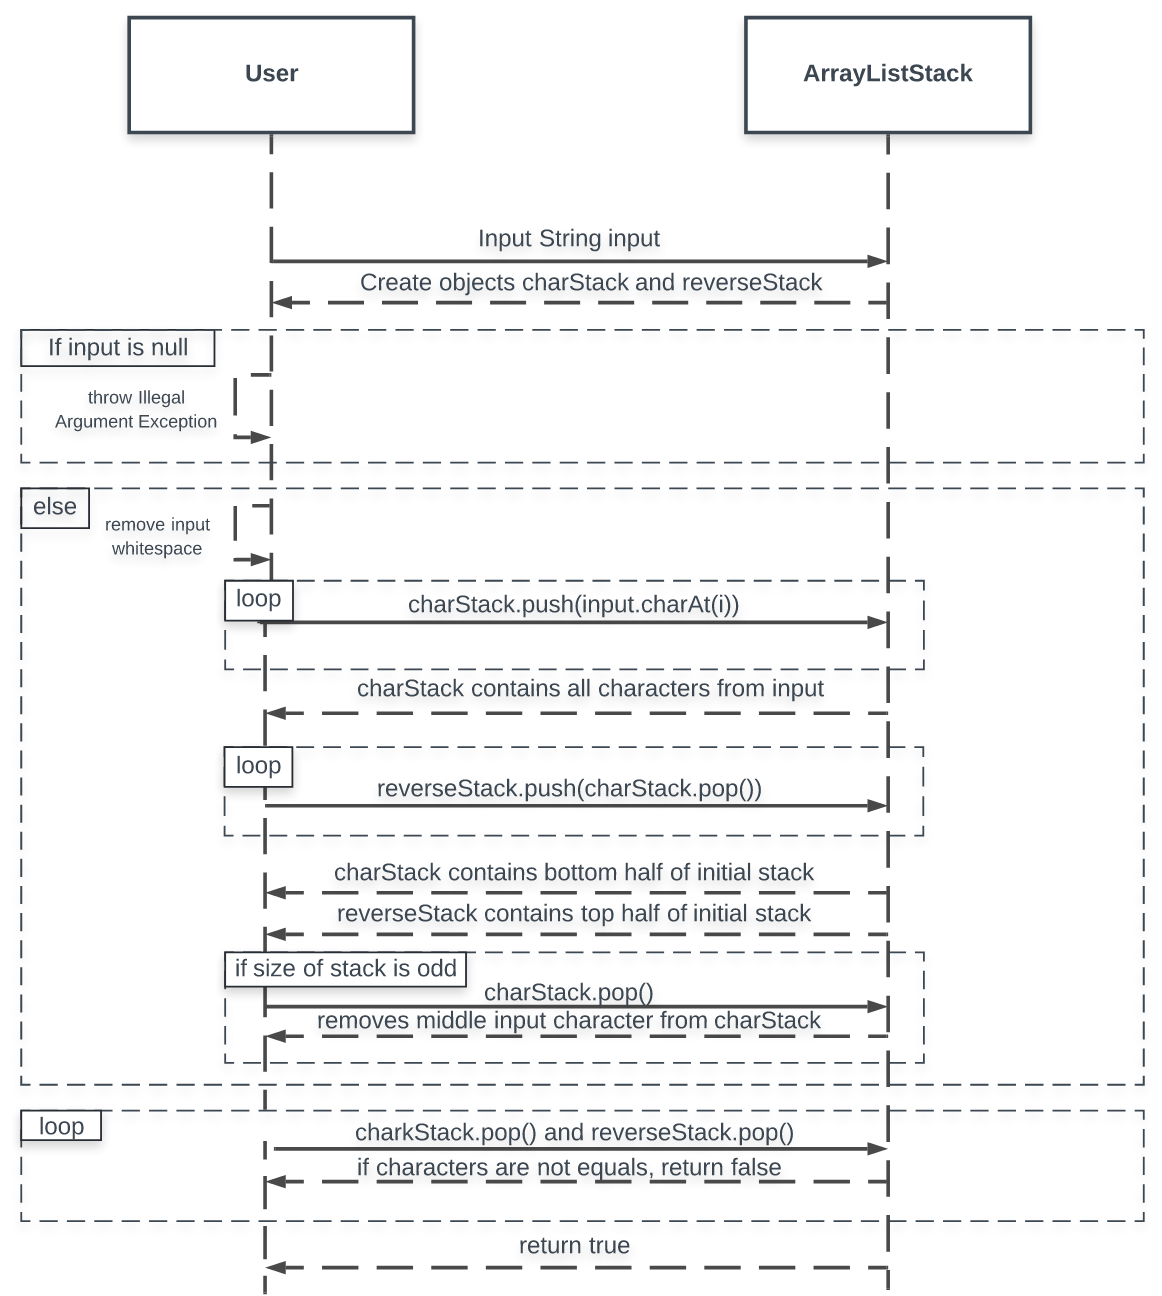 User
ArrayListStack
Input String input
Create objects charStack and reverseStack
If input is null
throw Illegal
Argument Exception
else
remove input
whitespace
loop
charStack.push(input.charAt(i))
charStack contains all characters from input
loop
reverseStack.push(charStack.pop())
charStack contains bottom half of initial stack
reverseStack contains top half of initial stack
if size of stack is odd
charStack.pop()
removes middle input character from charStack
loop
charkStack.pop() and reverseStack.pop()
if characters are not equals, return false
return true